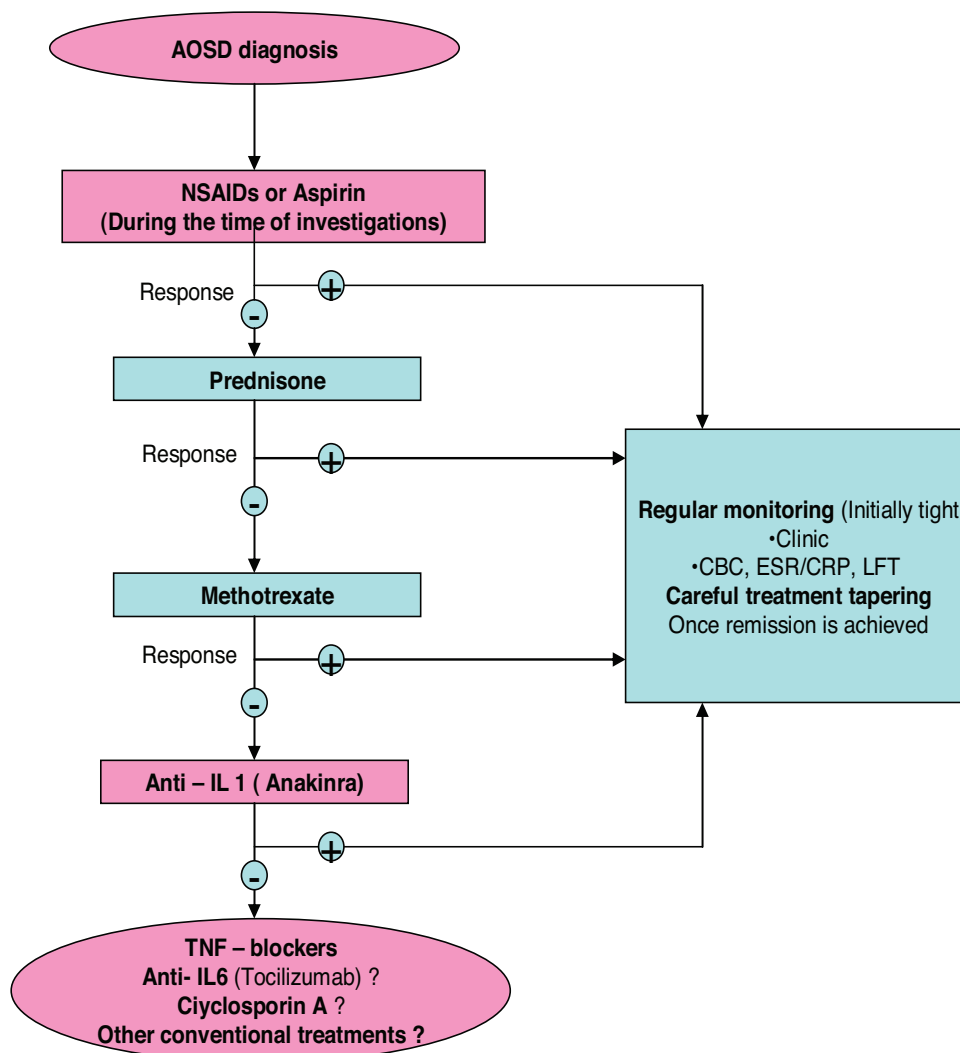 AOSD diagnosis
NSAIDs or Aspirin
(During the time of investigations)
Response
+
-
Prednisone
Response
+
-
Methotrexate
Response
+
-
Anti – IL 1 ( Anakinra)
+
-
TNF – blockers
Anti- IL6 (Tocilizumab) ?
Ciyclosporin A ?
Other conventional treatments ?
Regular monitoring (Initially tight
•Clinic
•CBC, ESR/CRP, LFT
Careful treatment tapering
Once remission is achieved